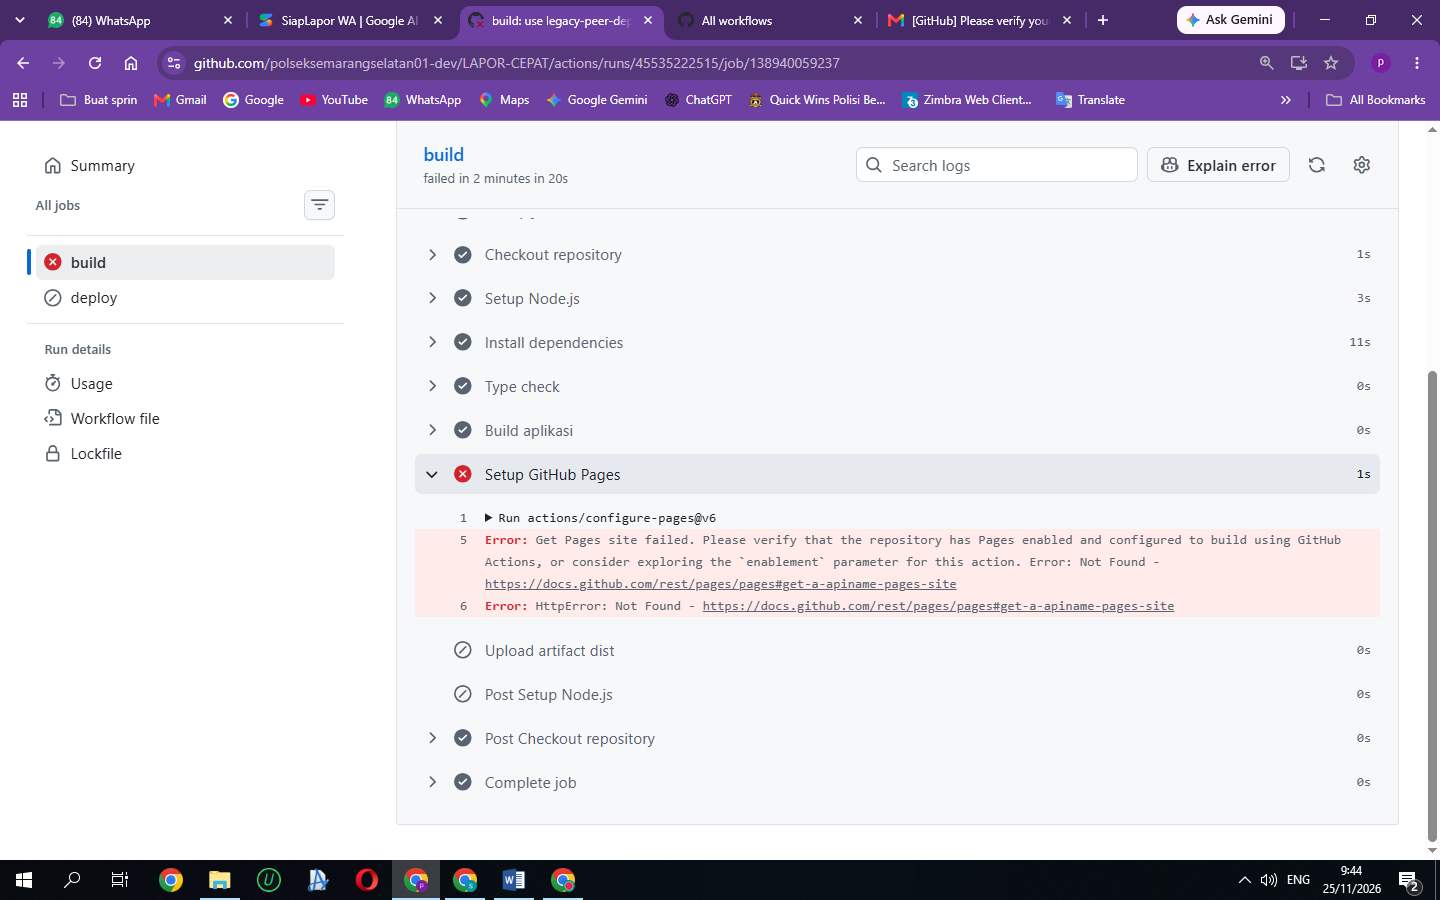 (84) WhatsApp
SiapLapor WA | Google AI
build: use legacy-peer-dep
All workflows
[GitHub] Please verify your
Ask Gemini
github.com/polseksemarangselatan01-dev/LAPOR-CEPAT/actions/runs/45535222515/job/138940059237
p
Buat sprin
Gmail
Google
YouTube
84 WhatsApp
Maps
Google Gemini
ChatGPT
Quick Wins Polisi Be...
Zimbra Web Client...
Translate
All Bookmarks
Summary
All jobs
build
deploy
Run details
Usage
Workflow file
Lockfile
build
failed in 2 minutes in 20s
Search logs
Explain error
Checkout repository 1s
Setup Node.js 3s
Install dependencies 11s
Type check 0s
Build aplikasi 0s
Setup GitHub Pages 1s
1 Run actions/configure-pages@v6
5 Error: Get Pages site failed. Please verify that the repository has Pages enabled and configured to build using GitHub
Actions, or consider exploring the `enablement` parameter for this action. Error: Not Found -
https://docs.github.com/rest/pages/pages#get-a-apiname-pages-site
6 Error: HttpError: Not Found - https://docs.github.com/rest/pages/pages#get-a-apiname-pages-site
Upload artifact dist 0s
Post Setup Node.js 0s
Post Checkout repository 0s
Complete job 0s
ENG
9:44
25/11/2026
2